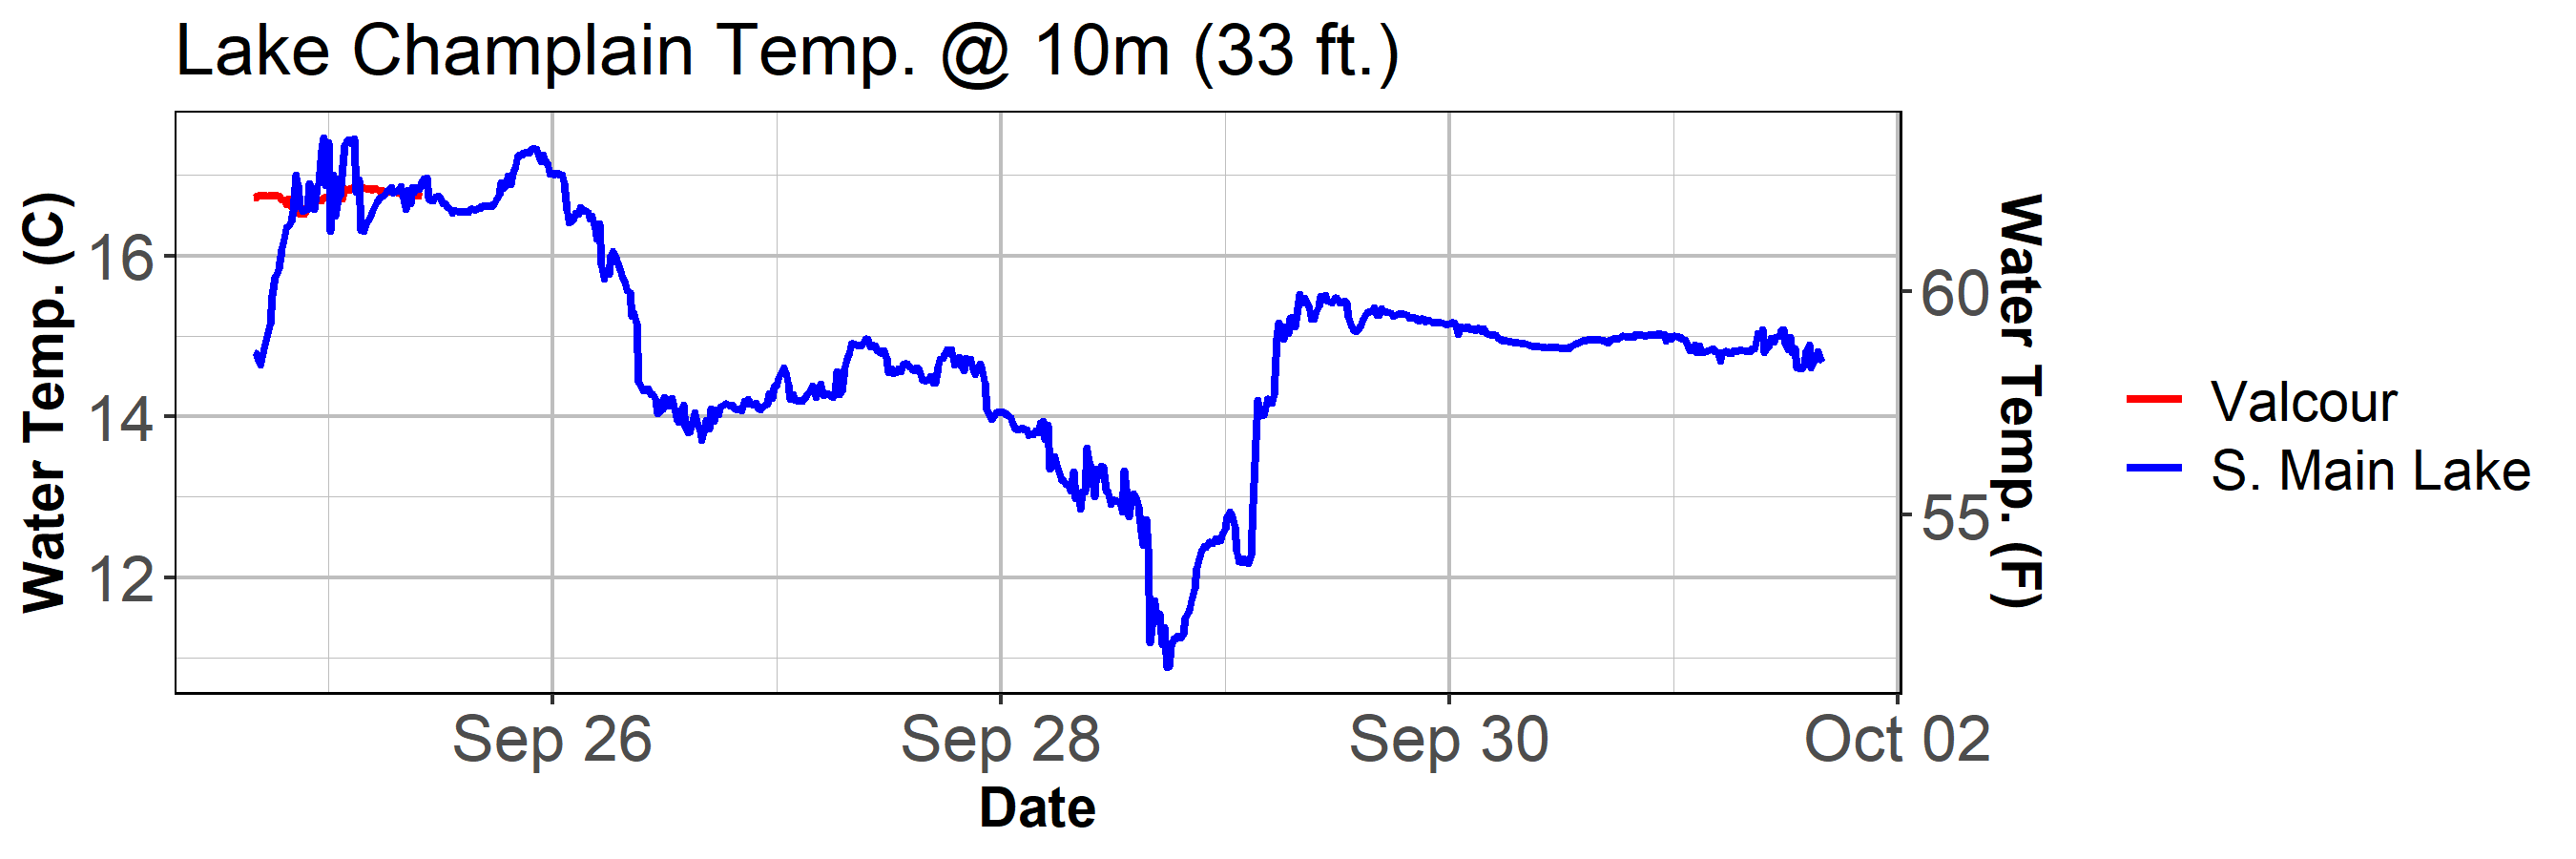 Lake Champlain Temp. @ 10m (33 ft.)
Water Temp. (C)
16
14
12
60
55
Water Temp. (F)
Sep 26
Sep 28
Sep 30
Oct 02
Date
Valcour
S. Main Lake